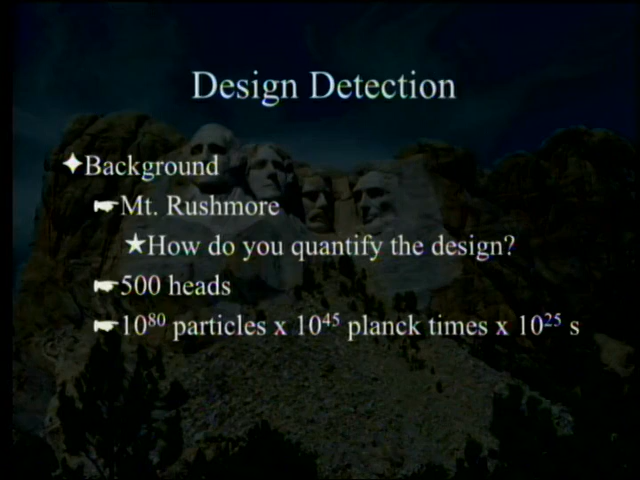 Design Detection
Background
Mt. Rushmore
How do you quantify the design?
500 heads
10⁸⁰ particles x 10⁴⁵ planck times x 10²⁵ s